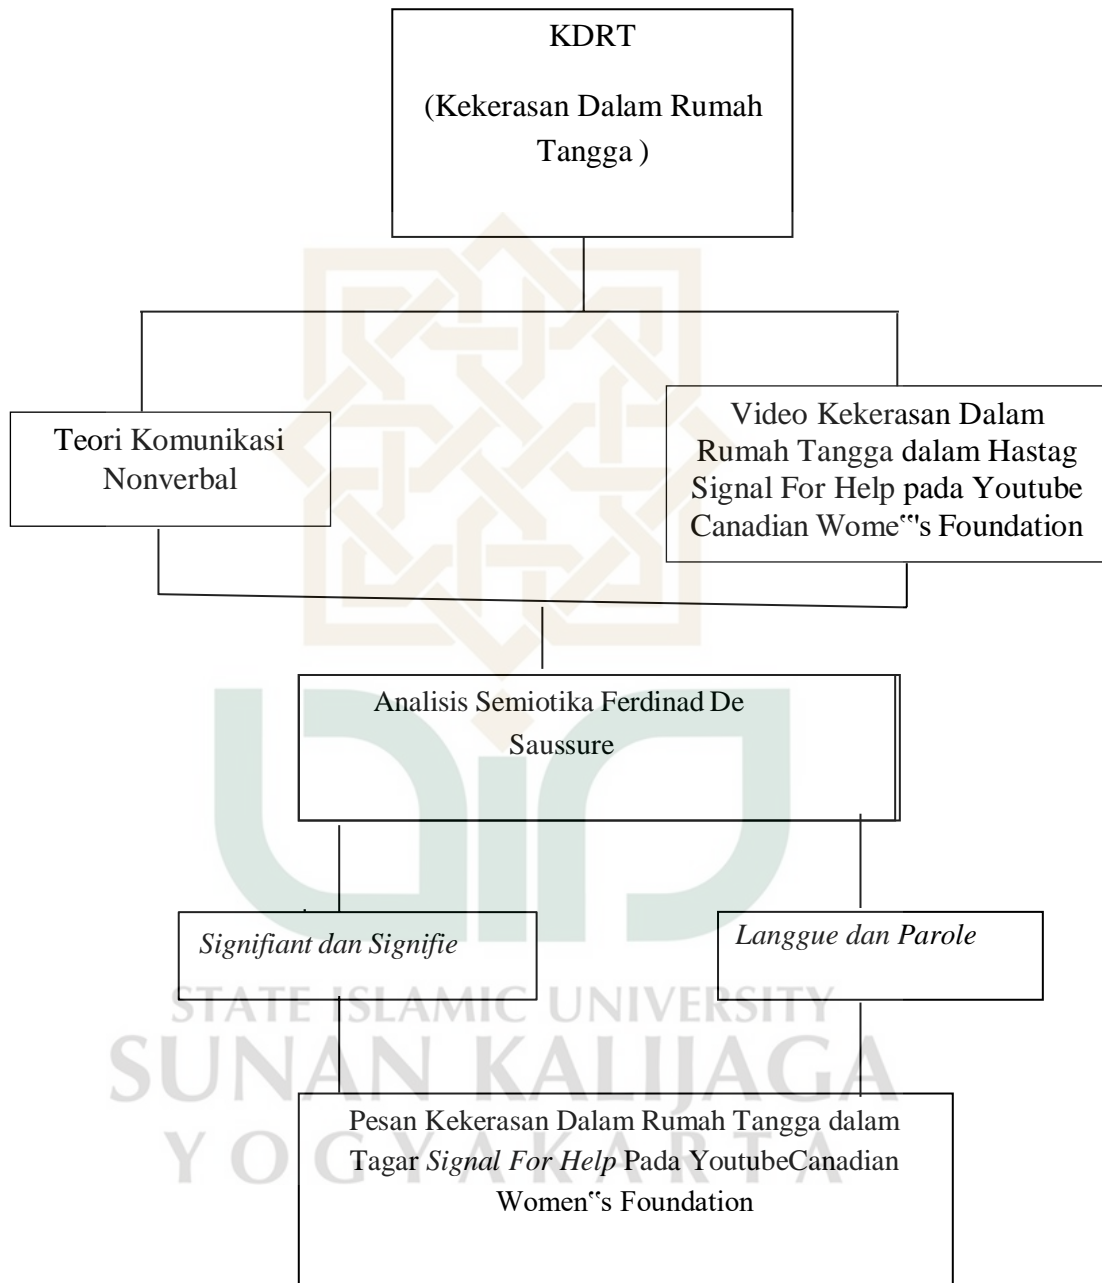 KDRT
(Kekerasan Dalam Rumah
Tangga )
Teori Komunikasi
Nonverbal
Video Kekerasan Dalam
Rumah Tangga dalam Hastag
Signal For Help pada Youtube
Canadian Wome‟'s Foundation
Analisis Semiotika Ferdinad De
Saussure
Signifiant dan Signifie
Langgue dan Parole
STATE ISLAMIC UNIVERSITY
SUNAN KALIJAGA
YOGYAKARTA
Pesan Kekerasan Dalam Rumah Tangga dalam
Tagar Signal For Help Pada YoutubeCanadian
Women‟s Foundation